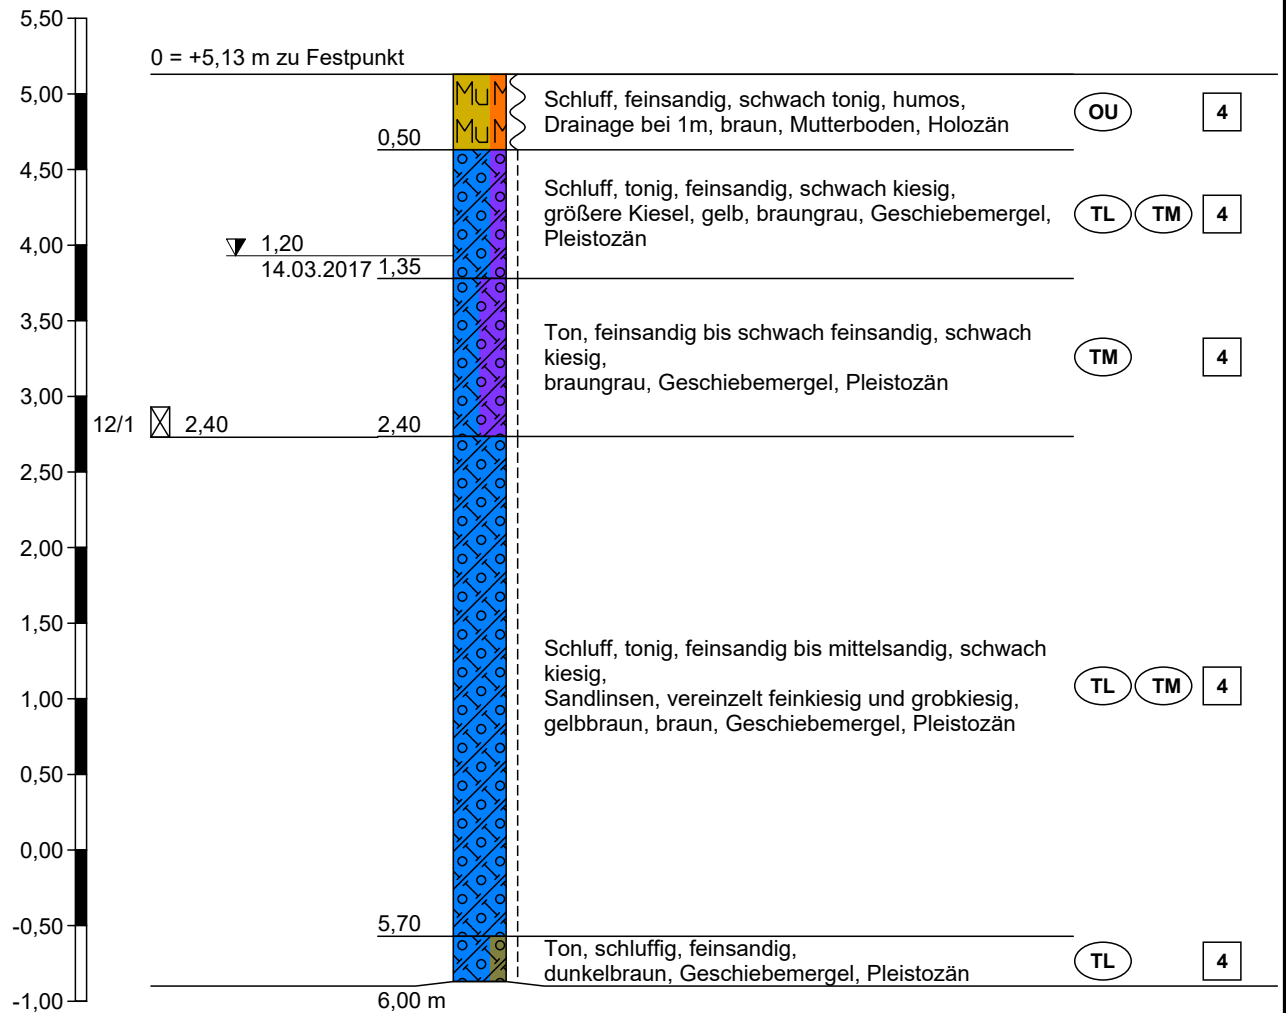 5,50
0 = +5,13 m zu Festpunkt
5,00
MuM
MuM
Schluff, feinsandig, schwach tonig, humos,
Drainage bei 1m, braun, Mutterboden, Holozän
OU
4
0,50
4,50
Schluff, tonig, feinsandig, schwach kiesig,
größere Kiesel, gelb, braungrau, Geschiebemergel,
Pleistozän
TL TM 4
4,00
1,20
14.03.2017
1,35
3,50
Ton, feinsandig bis schwach feinsandig, schwach
kiesig,
braungrau, Geschiebemergel, Pleistozän
TM 4
3,00
12/1 2,40
2,40
2,50
2,00
1,50
Schluff, tonig, feinsandig bis mittelsandig, schwach
kiesig,
Sandlinsen, vereinzelt feinkiesig und grobkiesig,
gelbbraun, braun, Geschiebemergel, Pleistozän
TL TM 4
1,00
0,50
0,00
-0,50
5,70
Ton, schluffig, feinsandig,
dunkelbraun, Geschiebemergel, Pleistozän
TL 4
-1,00
6,00 m